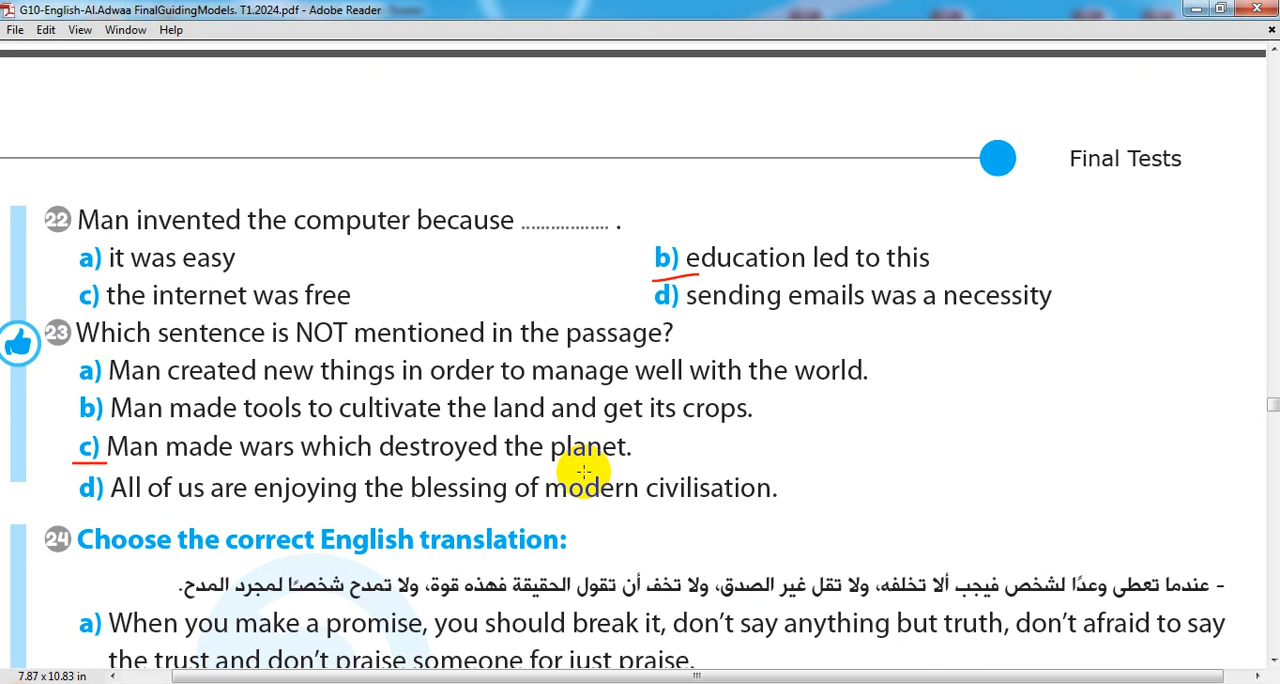 G10-English-Al.Adwaa FinalGuidingModels. T1.2024.pdf - Adobe Reader
File Edit View Window Help
Final Tests
22 Man invented the computer because .................. .
a) it was easy
b) education led to this
c) the internet was free
d) sending emails was a necessity
23 Which sentence is NOT mentioned in the passage?
a) Man created new things in order to manage well with the world.
b) Man made tools to cultivate the land and get its crops.
c) Man made wars which destroyed the planet.
d) All of us are enjoying the blessing of modern civilisation.
24 Choose the correct English translation:
- عندما تعطى وعدًا لشخص فيجب ألا تخلفه، ولا تقل غير الصدق، ولا تخف أن تقول الحقيقة فهذه قوة، ولا تمدح شخصًا لمجرد المدح.
a) When you make a promise, you should break it, don't say anything but truth, don't afraid to say
the trust and don't praise someone for just praise.
7.87 x 10.83 in